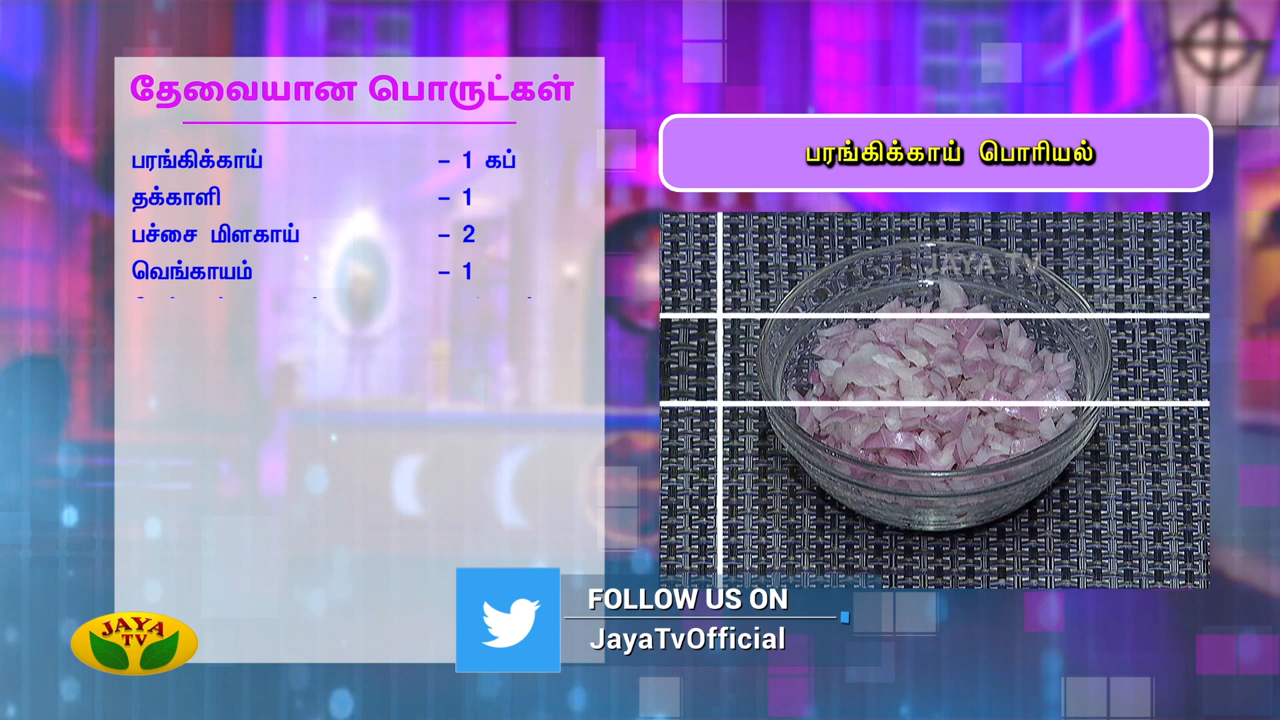 தேவையான பொருட்கள்
பரங்கிக்காய் – 1 கப்
தக்காளி – 1
பச்சை மிளகாய் – 2
வெங்காயம் – 1
பரங்கிக்காய் பொரியல்
JAYA TV
FOLLOW US ON
JayaTvOfficial
JAYA
TV